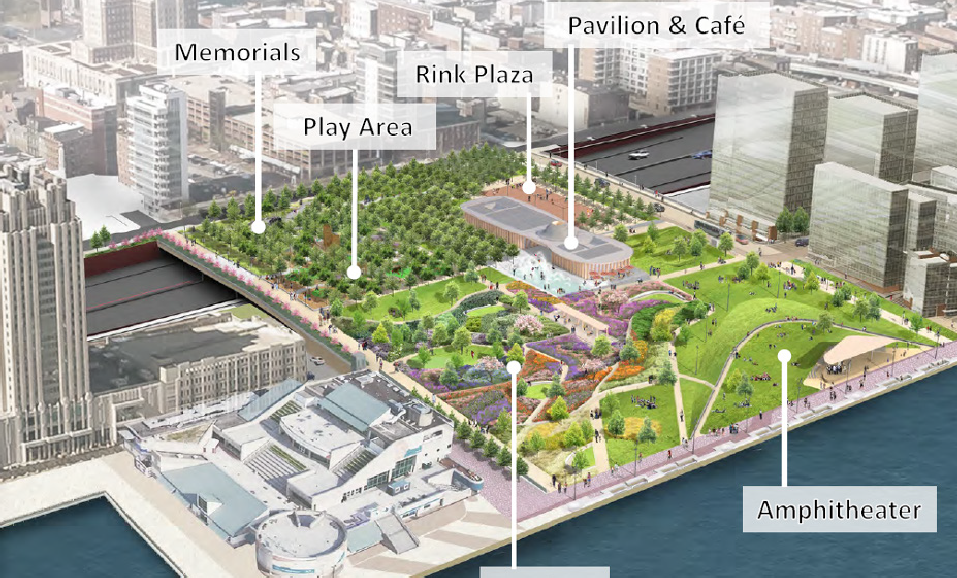 Pavilion & Café
Memorials
Rink Plaza
Play Area
Amphitheater